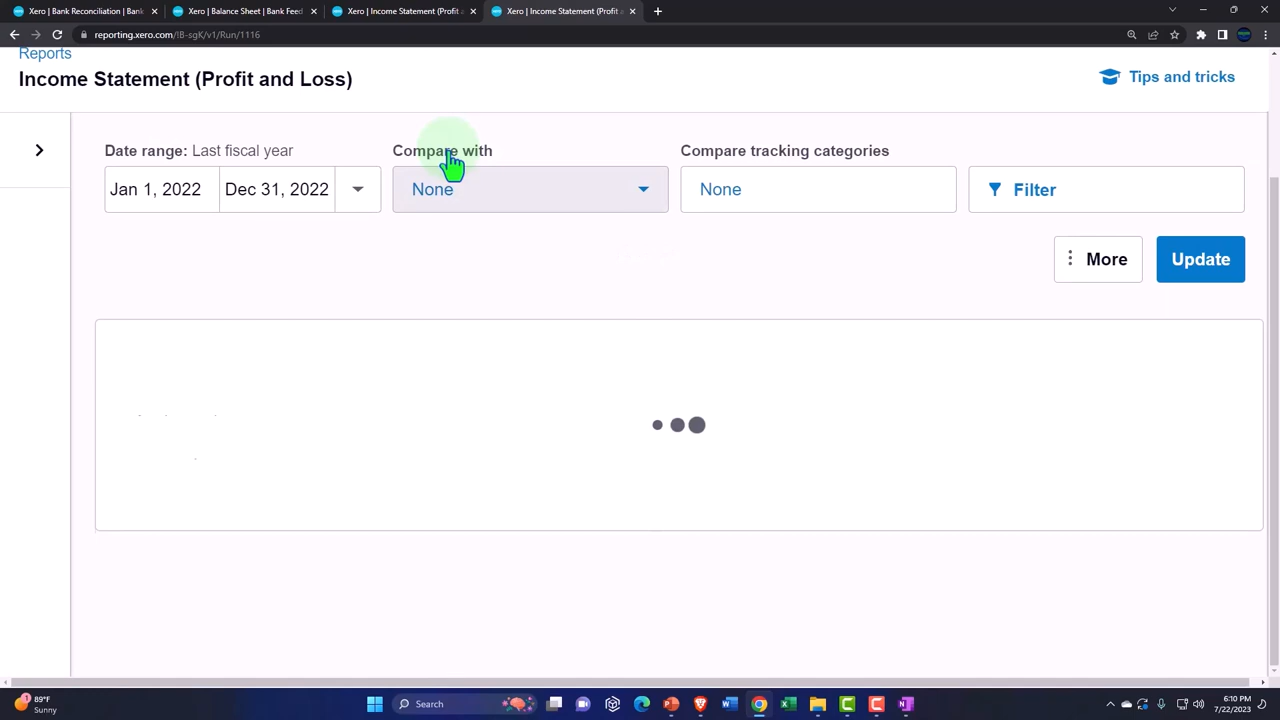 Xero | Bank Reconciliation | Bank
Xero | Balance Sheet | Bank Feed
Xero | Income Statement (Profit a
Xero | Income Statement (Profit a
reporting.xero.com/!B-sgK/v1/Run/1116
Reports
Income Statement (Profit and Loss)
Tips and tricks
Date range: Last fiscal year
Compare with
Compare tracking categories
Jan 1, 2022
Dec 31, 2022
None
None
Filter
More
Update
89°F
Sunny
Search
6:10 PM
7/22/2023